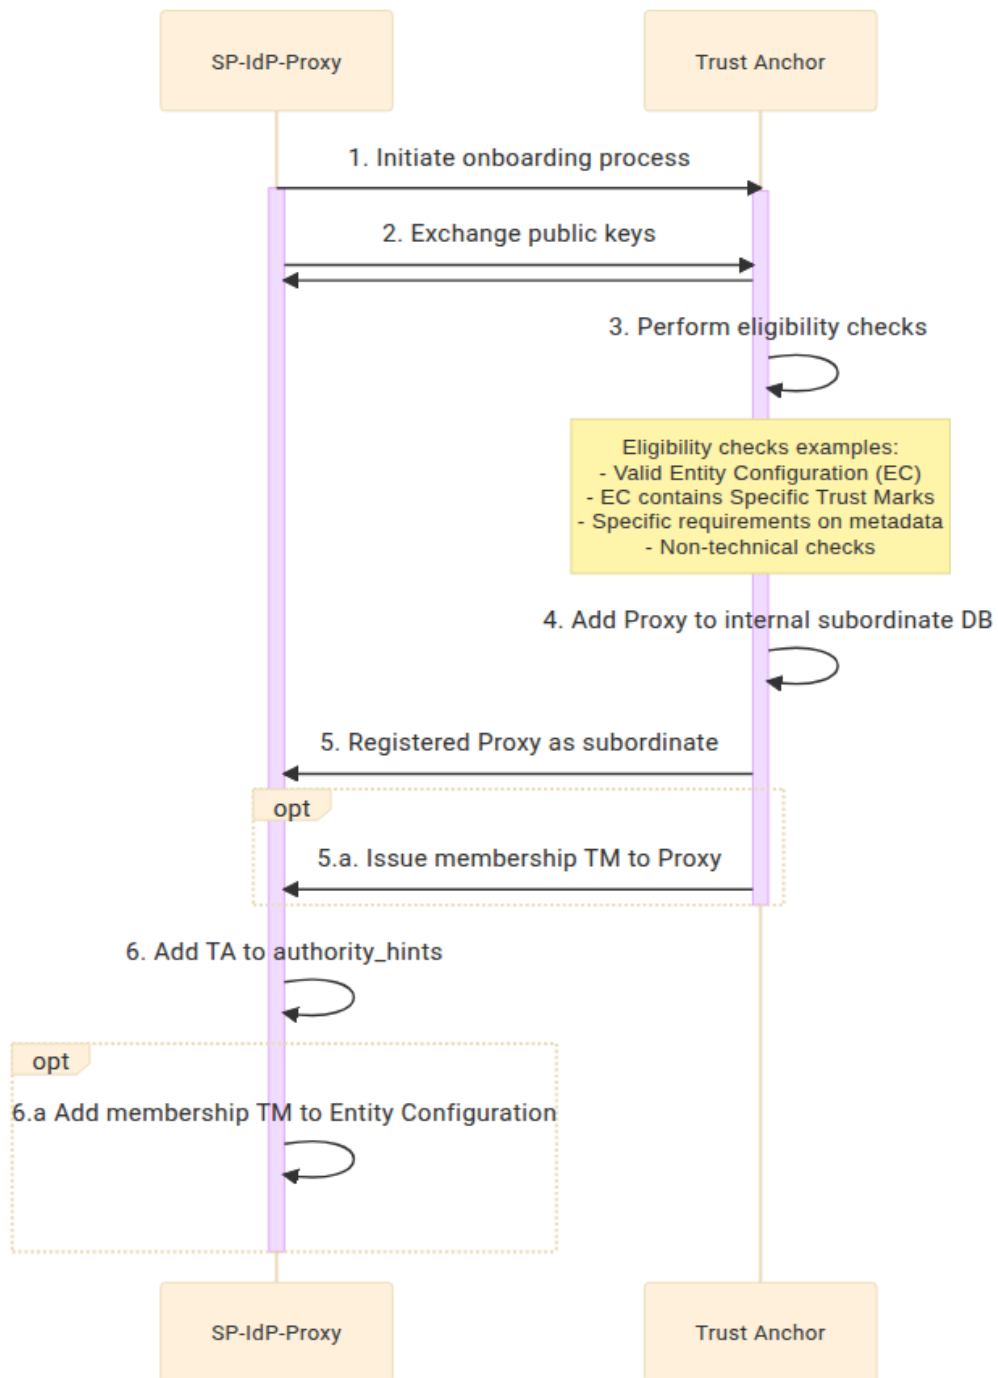 SP-IdP-Proxy
Trust Anchor
1. Initiate onboarding process
2. Exchange public keys
3. Perform eligibility checks
Eligibility checks examples:
- Valid Entity Configuration (EC)
- EC contains Specific Trust Marks
- Specific requirements on metadata
- Non-technical checks
4. Add Proxy to internal subordinate DB
5. Registered Proxy as subordinate
opt
5.a. Issue membership TM to Proxy
6. Add TA to authority_hints
opt
6.a Add membership TM to Entity Configuration
SP-IdP-Proxy
Trust Anchor